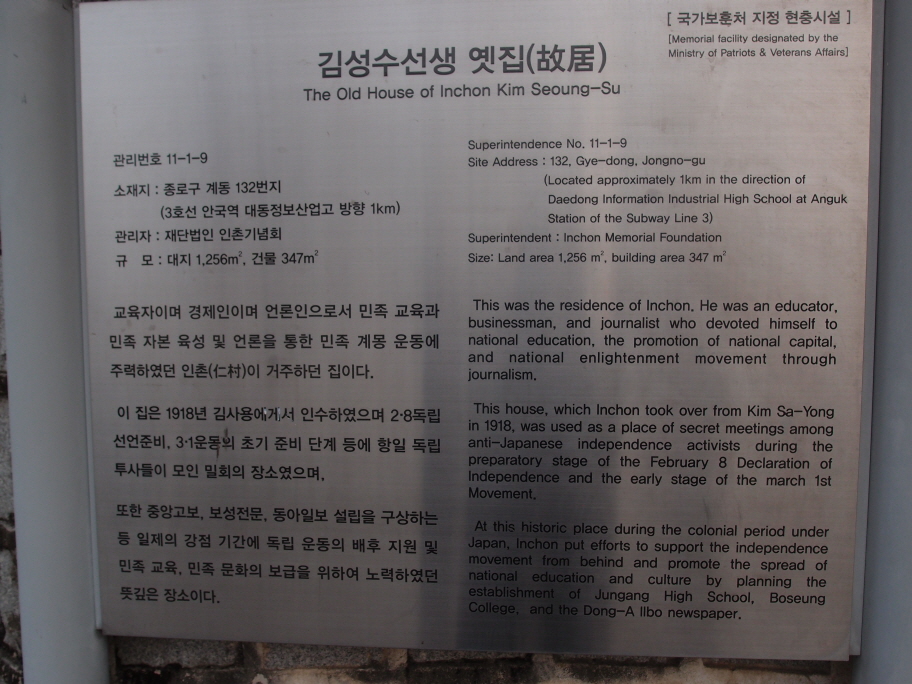 [ 국가보훈처 지정 현충시설 ]
[Memorial facility designated by the
Ministry of Patriots & Veterans Affairs]
김성수선생 옛집(故居)
The Old House of Inchon Kim Seoung-Su
관리번호 11-1-9
소재지 : 종로구 계동 132번지
(3호선 안국역 대동정보산업고 방향 1km)
관리자 : 재단법인 인촌기념회
규 모 : 대지 1,256㎡, 건물 347㎡
교육자이며 경제인이며 언론인으로서 민족 교육과
민족 자본 육성 및 언론을 통한 민족 계몽 운동에
주력하였던 인촌(仁村)이 거주하던 집이다.
이 집은 1918년 김사용에게서 인수하였으며 2·8독립
선언준비, 3·1운동의 초기 준비 단계 등에 항일 독립
투사들이 모인 밀회의 장소였으며,
또한 중앙고보, 보성전문, 동아일보 설립을 구상하는
등 일제의 강점 기간에 독립 운동의 배후 지원 및
민족 교육, 민족 문화의 보급을 위하여 노력하였던
뜻깊은 장소이다.
Superintendence No. 11-1-9
Site Address : 132, Gye-dong, Jongno-gu
(Located approximately 1km in the direction of
Daedong Information Industrial High School at Anguk
Station of the Subway Line 3)
Superintendent : Inchon Memorial Foundation
Size: Land area 1,256 ㎡, building area 347 ㎡
This was the residence of Inchon. He was an educator,
businessman, and journalist who devoted himself to
national education, the promotion of national capital,
and national enlightenment movement through
journalism.
This house, which Inchon took over from Kim Sa-Yong
in 1918, was used as a place of secret meetings among
anti-Japanese independence activists during the
preparatory stage of the February 8 Declaration of
Independence and the early stage of the march 1st
Movement.
At this historic place during the colonial period under
Japan, Inchon put efforts to support the independence
movement from behind and promote the spread of
national education and culture by planning the
establishment of Jungang High School, Boseung
College, and the Dong-A Ilbo newspaper.